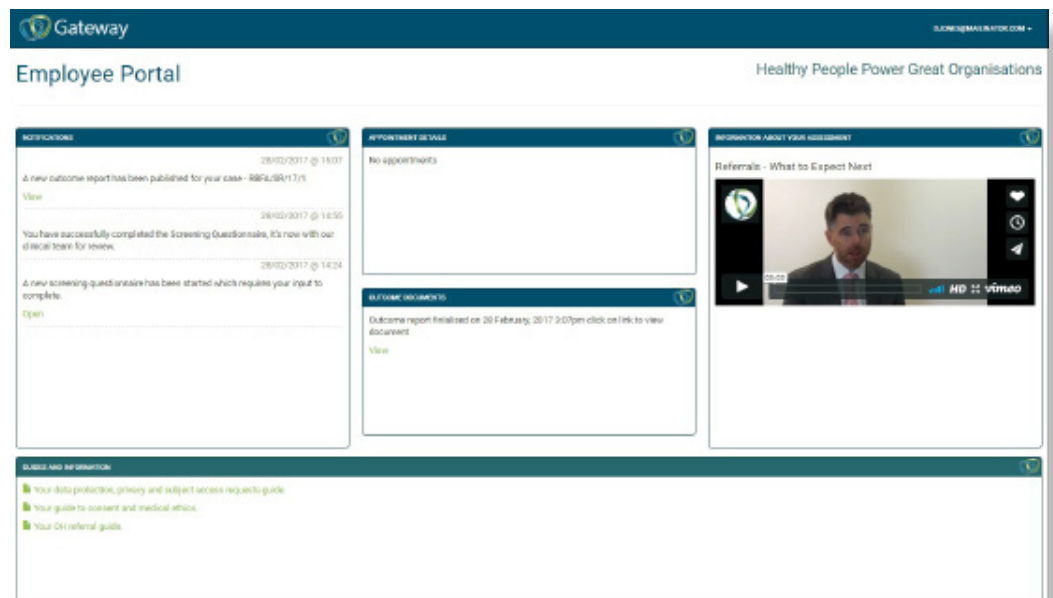 Gateway
DJONES@MAILINATOR.COM
Employee Portal
Healthy People Power Great Organisations
NOTIFICATIONS
28/02/2017 @ 15:07
A new outcome report has been published for your case -
View
28/02/2017 @ 14:55
You have successfully completed the Screening Questionnaire, it's now with our
clinical team for review.
28/02/2017 @ 14:24
A new screening questionnaire has been started which requires your input to
complete.
Open
APPOINTMENT DETAILS
No appointments
OUTCOME DOCUMENTS
Outcome report finialised on 28 February, 2017 3:07pm click on link to view
document
View
INFORMATION ABOUT YOUR ASSESSMENT
Referrals - What to Expect Next
00:00
HD vimeo
GUIDES AND INFORMATION
Your data protection, privacy and subject access requests guide.
Your guide to consent and medical ethics.
Your OH referral guide.